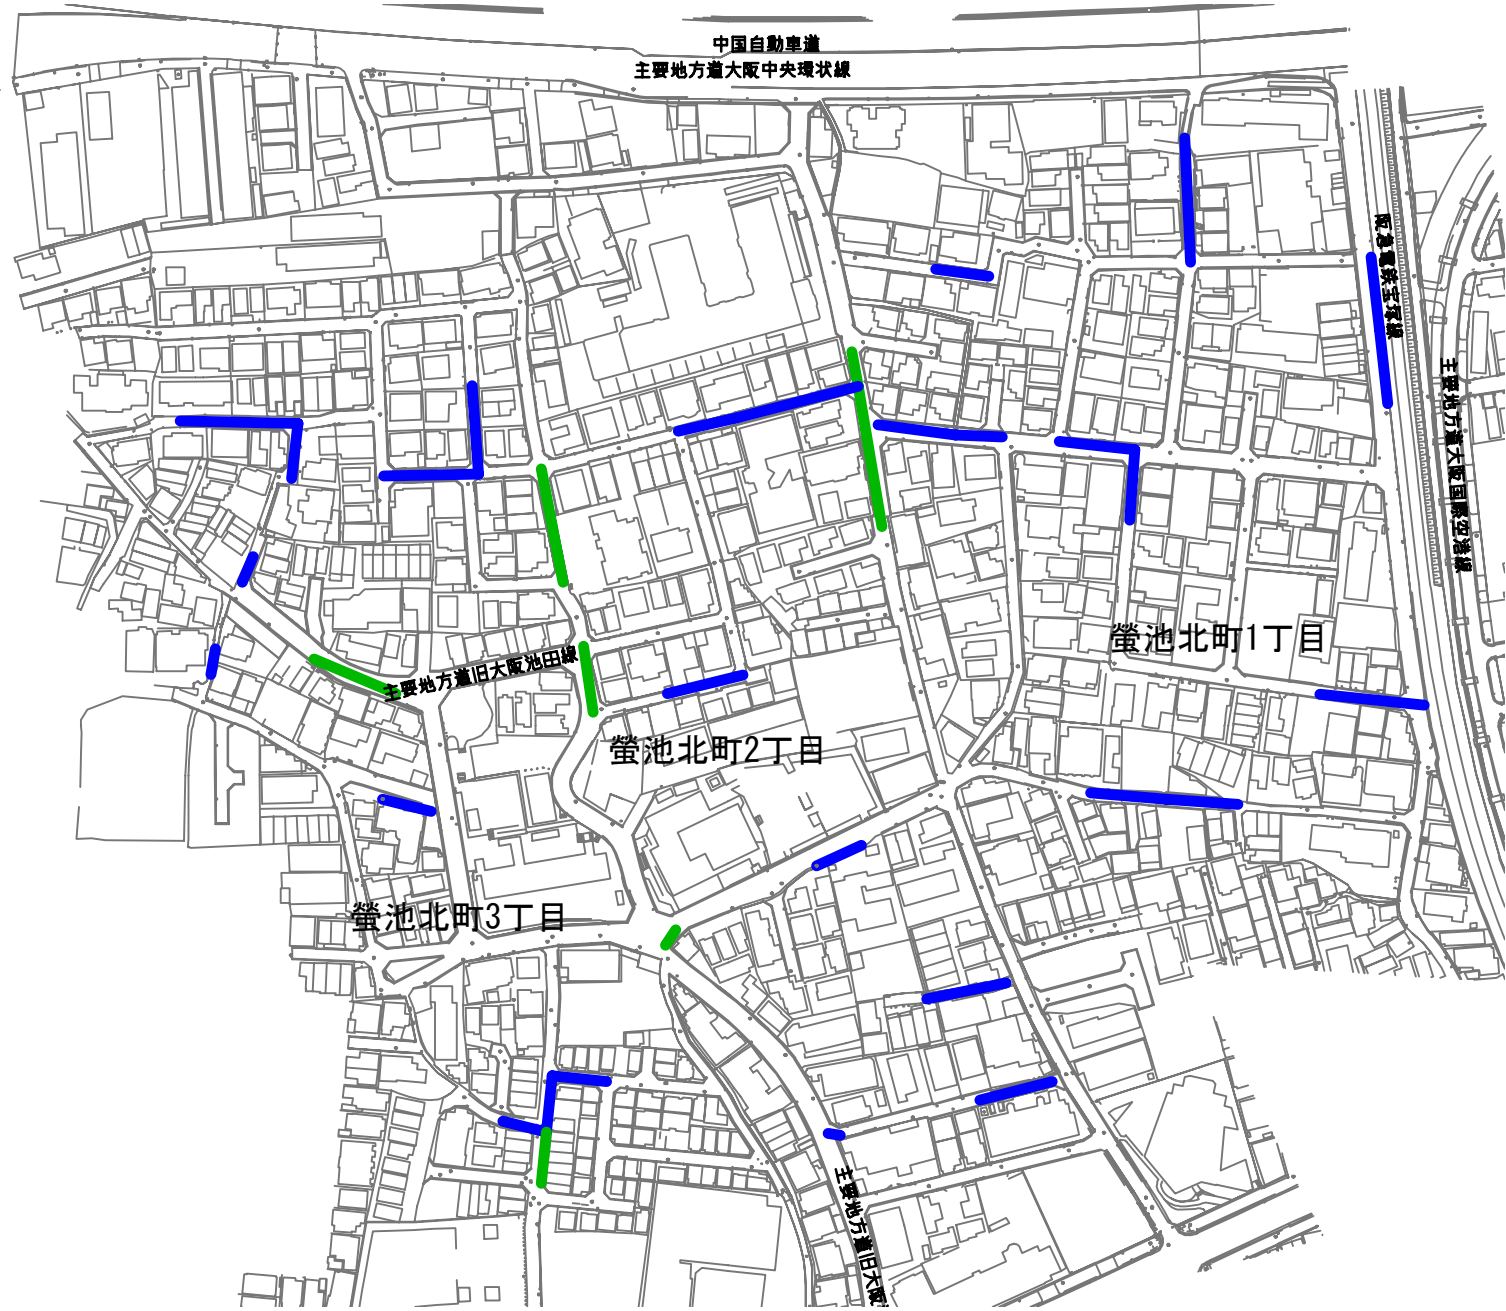 中国自動車道
主要地方道大阪中央環状線
阪急電鉄宝塚線
主要地方道大阪国際空港線
螢池北町1丁目
主要地方道旧大阪池田線
螢池北町2丁目
螢池北町3丁目
主要地方道旧大阪